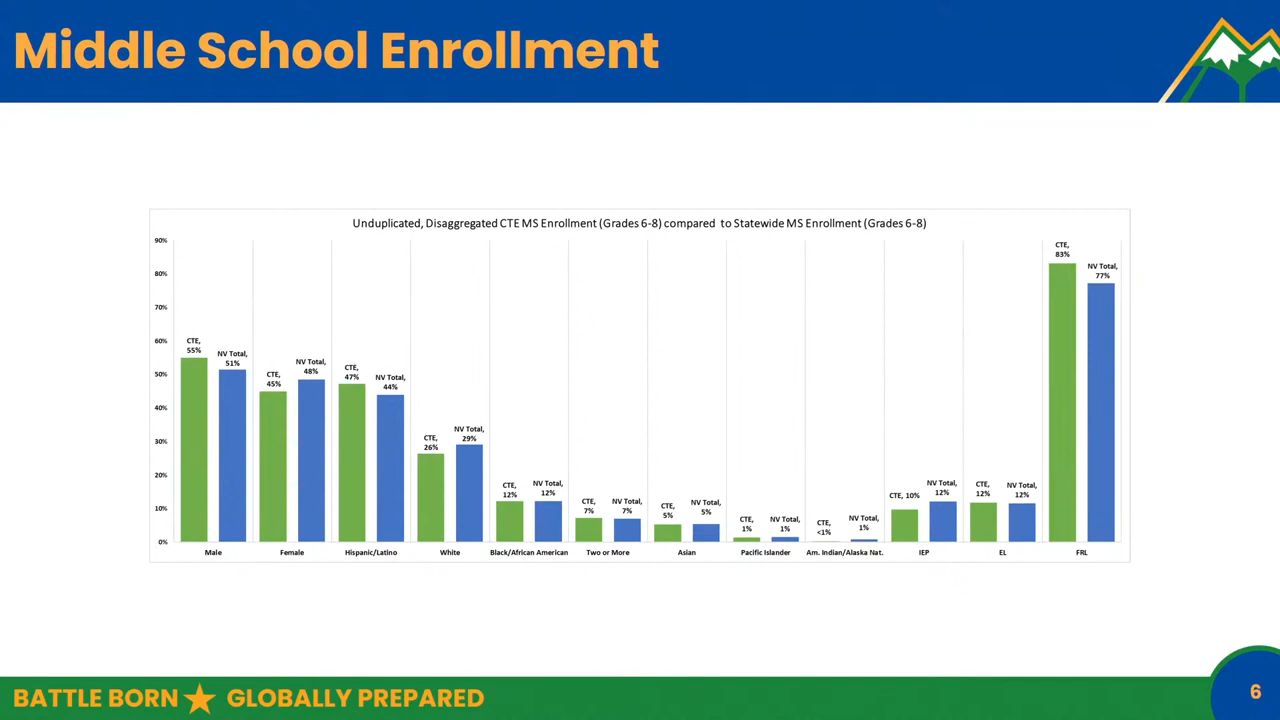 Middle School Enrollment
Unduplicated, Disaggregated CTE MS Enrollment (Grades 6-8) compared to Statewide MS Enrollment (Grades 6-8)
90%
80%
70%
60%
50%
40%
30%
20%
10%
0%
CTE,
55%
NV Total,
51%
CTE,
45%
NV Total,
48%
CTE,
47%
NV Total,
44%
CTE,
26%
NV Total,
29%
CTE,
12%
NV Total,
12%
CTE,
7%
NV Total,
7%
CTE,
5%
NV Total,
5%
CTE,
1%
NV Total,
1%
CTE,
<1%
NV Total,
1%
CTE, 10%
NV Total,
12%
CTE,
12%
NV Total,
12%
CTE,
83%
NV Total,
77%
Male
Female
Hispanic/Latino
White
Black/African American
Two or More
Asian
Pacific Islander
Am. Indian/Alaska Nat.
IEP
EL
FRL
BATTLE BORN GLOBALLY PREPARED
6